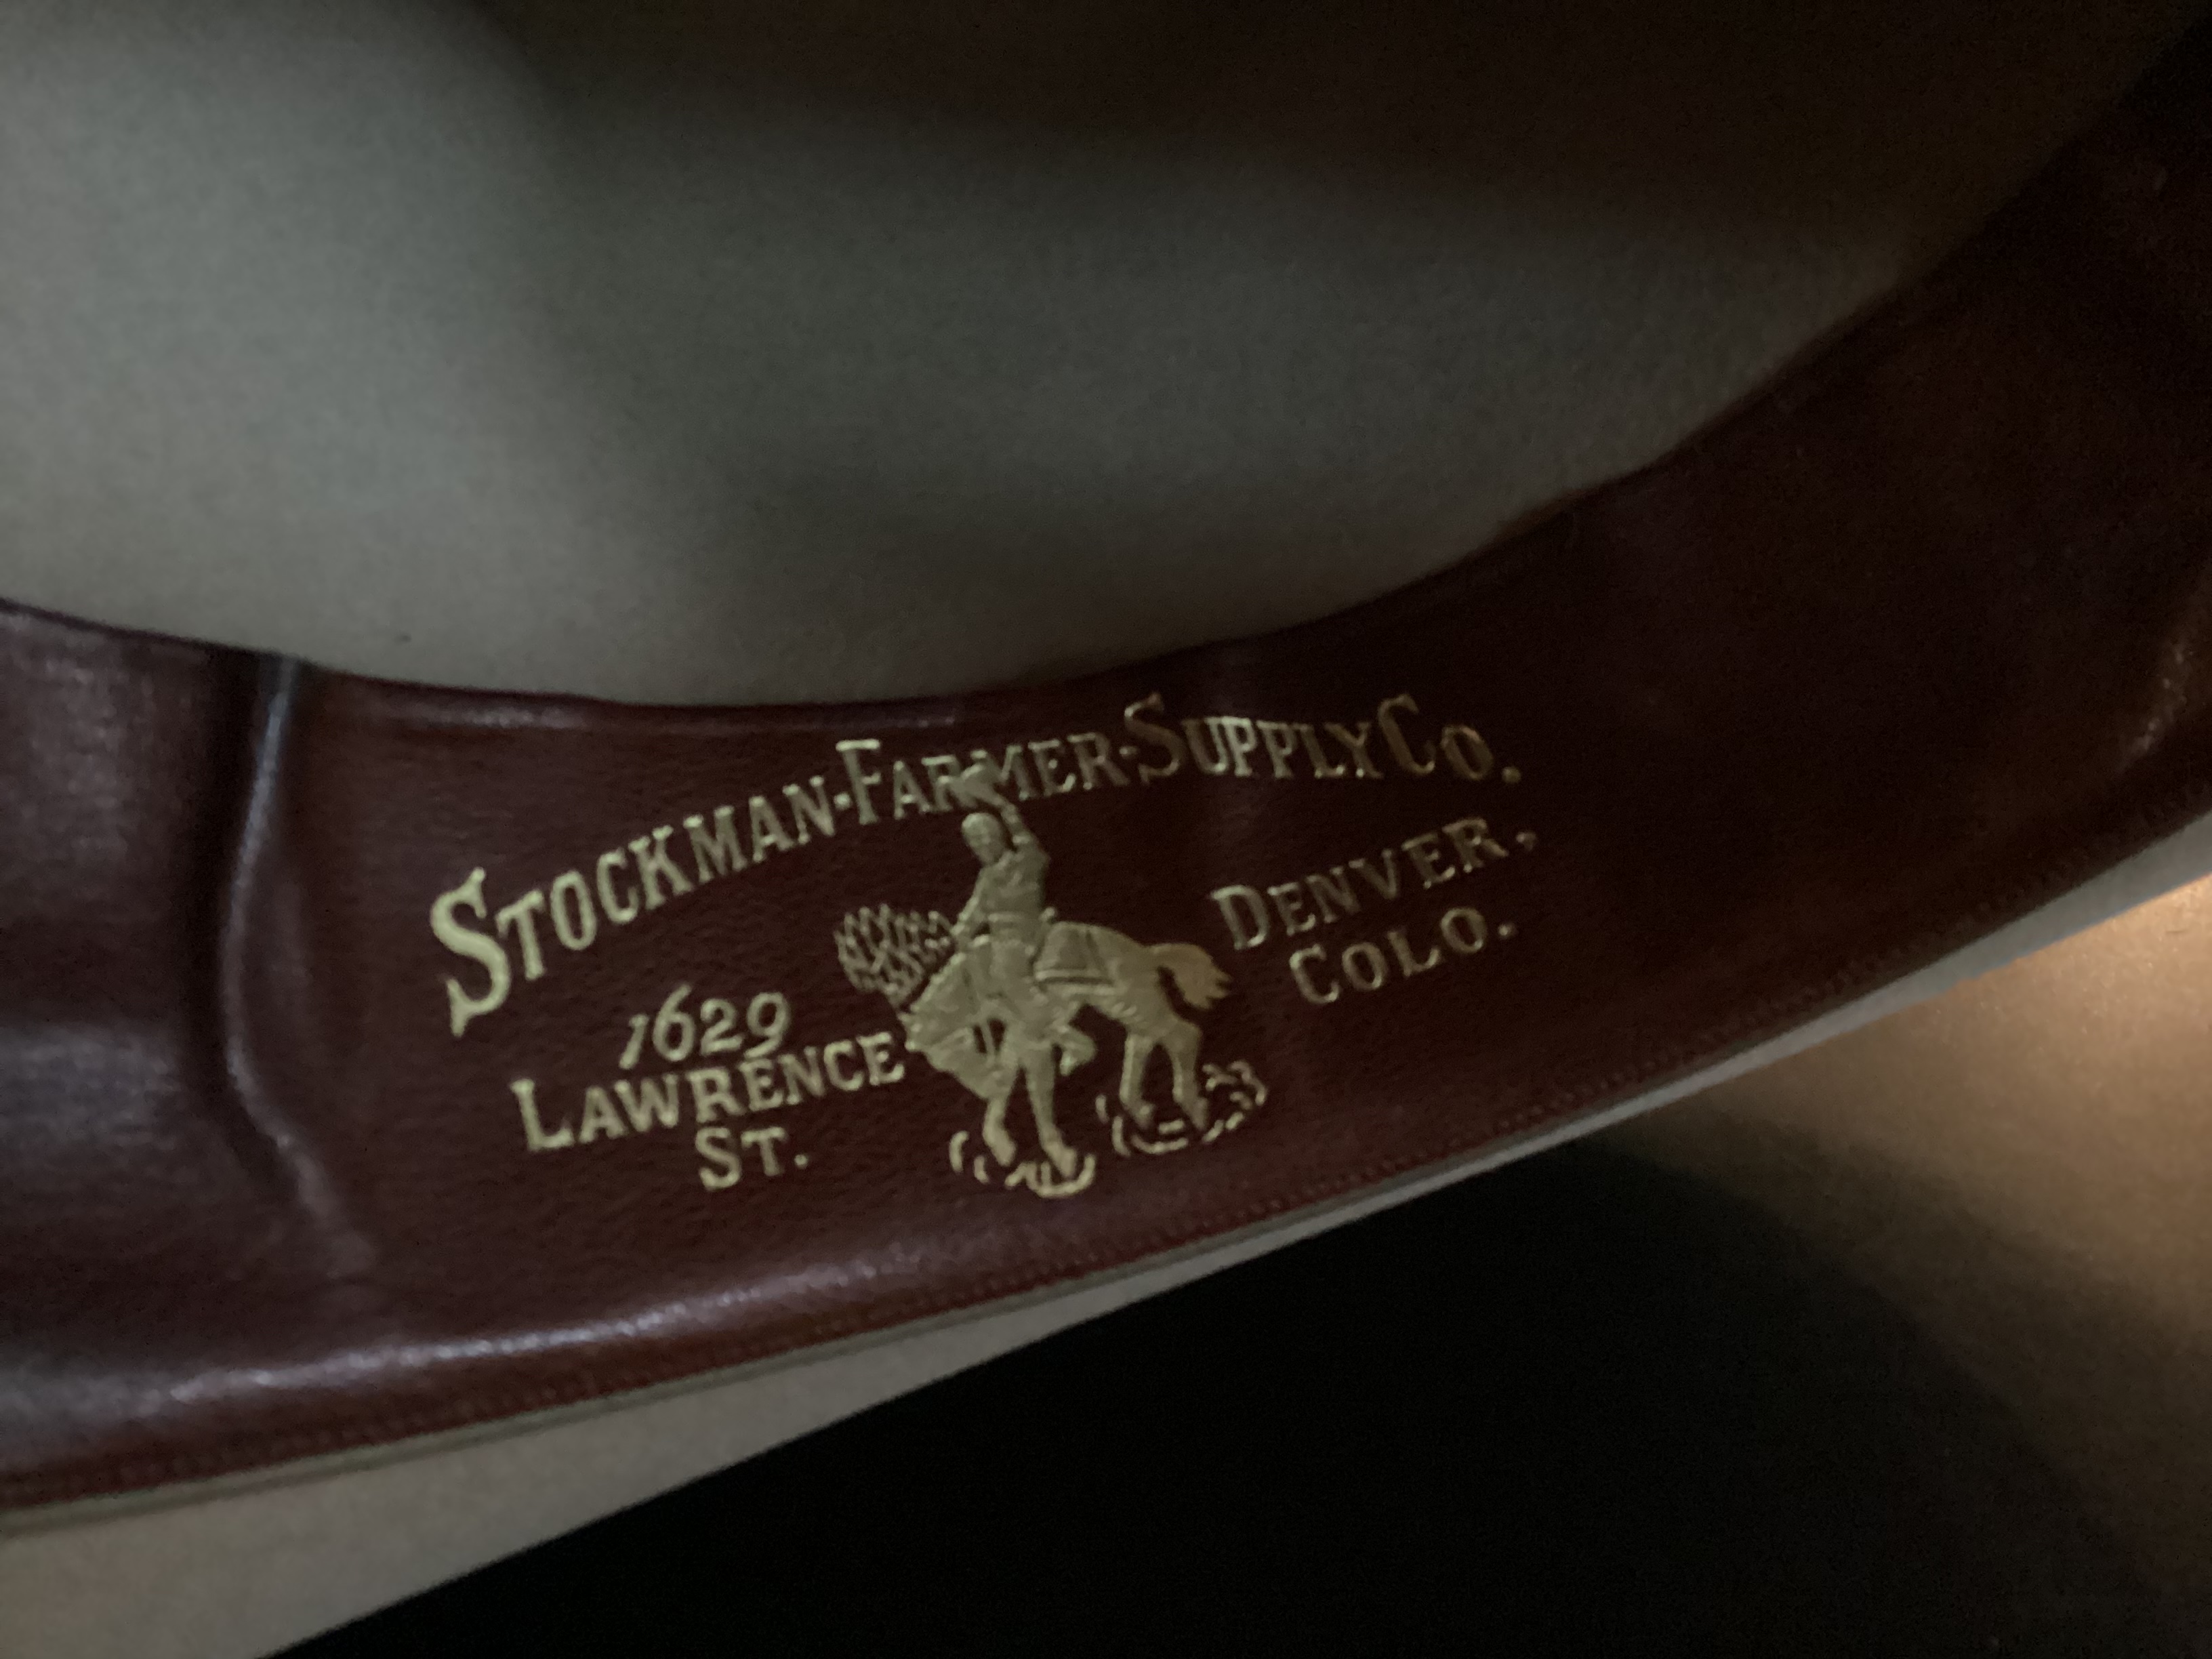 STOCKMAN-FARMER-SUPPLY CO.
1629
LAWRENCE
ST.
DENVER,
COLO.